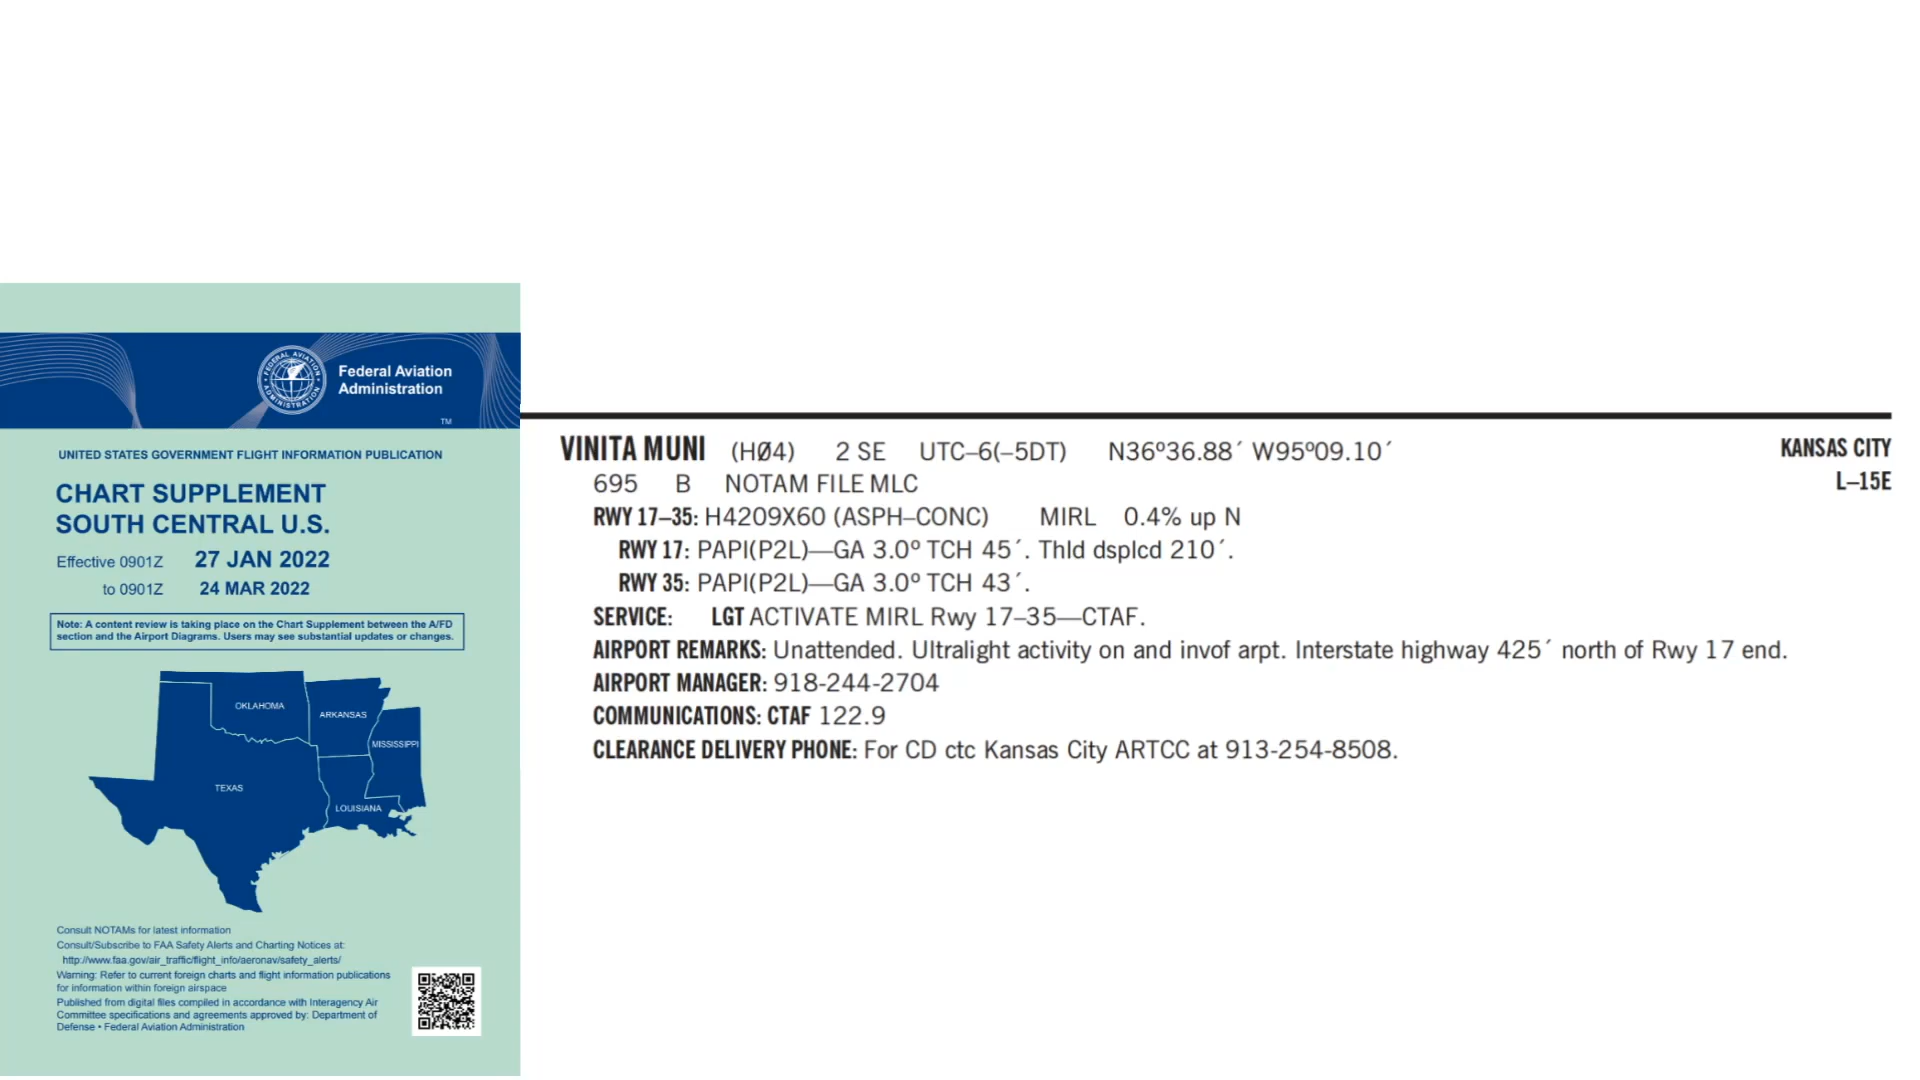 FEDERAL AVIATION ADMINISTRATION
Federal Aviation
Administration
TM
UNITED STATES GOVERNMENT FLIGHT INFORMATION PUBLICATION
CHART SUPPLEMENT
SOUTH CENTRAL U.S.
Effective 0901Z 27 JAN 2022
to 0901Z 24 MAR 2022
Note: A content review is taking place on the Chart Supplement between the A/FD
section and the Airport Diagrams. Users may see substantial updates or changes.
OKLAHOMA
ARKANSAS
MISSISSIPPI
TEXAS
LOUISIANA
Consult NOTAMs for latest information
Consult/Subscribe to FAA Safety Alerts and Charting Notices at:
http://www.faa.gov/air_traffic/flight_info/aeronav/safety_alerts/
Warning: Refer to current foreign charts and flight information publications
for information within foreign airspace
Published from digital files compiled in accordance with Interagency Air
Committee specifications and agreements approved by: Department of
Defense • Federal Aviation Administration
VINITA MUNI (HØ4) 2 SE UTC–6(–5DT) N36º36.88´ W95º09.10´ KANSAS CITY
695 B NOTAM FILE MLC L–15E
RWY 17–35: H4209X60 (ASPH–CONC) MIRL 0.4% up N
RWY 17: PAPI(P2L)—GA 3.0º TCH 45´. Thld dsplcd 210´.
RWY 35: PAPI(P2L)—GA 3.0º TCH 43´.
SERVICE: LGT ACTIVATE MIRL Rwy 17–35—CTAF.
AIRPORT REMARKS: Unattended. Ultralight activity on and invof arpt. Interstate highway 425´ north of Rwy 17 end.
AIRPORT MANAGER: 918-244-2704
COMMUNICATIONS: CTAF 122.9
CLEARANCE DELIVERY PHONE: For CD ctc Kansas City ARTCC at 913-254-8508.